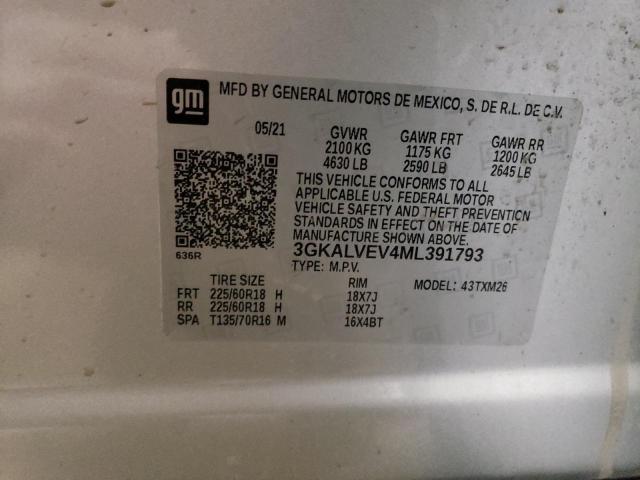 gm
MFD BY GENERAL MOTORS DE MEXICO, S. DE R.L. DE C.V.
05/21 GVWR GAWR FRT GAWR RR
2100 KG 1175 KG 1200 KG
4630 LB 2590 LB 2645 LB
THIS VEHICLE CONFORMS TO ALL
APPLICABLE U.S. FEDERAL MOTOR
VEHICLE SAFETY AND THEFT PREVENTION
STANDARDS IN EFFECT ON THE DATE OF
MANUFACTURE SHOWN ABOVE.
636R
3GKALVEV4ML391793
TYPE: M.P.V. MODEL: 43TXM26
TIRE SIZE RIM
FRT 225/60R18 H 18X7J
RR 225/60R18 H 18X7J
SPA T135/70R16 M 16X4BT